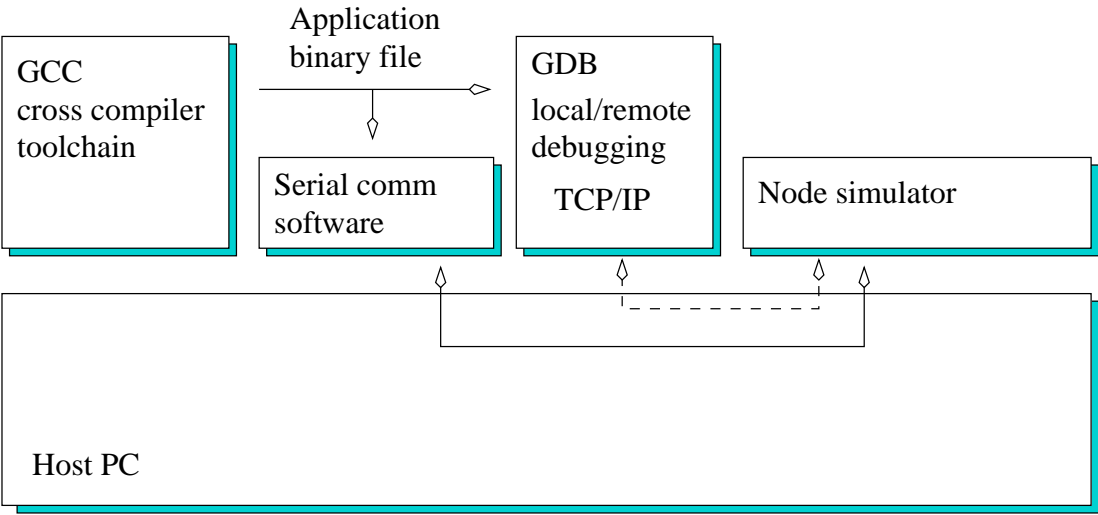 Application
binary file
GCC
cross compiler
toolchain
GDB
local/remote
debugging
TCP/IP
Serial comm
software
Node simulator
Host PC